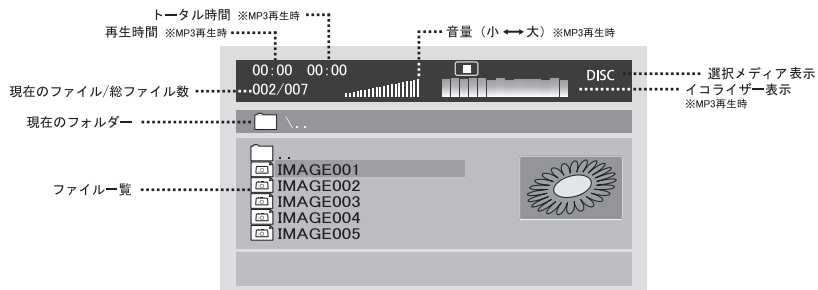 トータル時間 ※MP3再生時
再生時間 ※MP3再生時
音量（小 ⟷ 大）※MP3再生時
00:00 00:00
DISC
選択メディア表示
現在のファイル/総ファイル数
002/007
イコライザー表示
※MP3再生時
現在のフォルダー
\..
..
IMAGE001
ファイル一覧
IMAGE002
IMAGE003
IMAGE004
IMAGE005